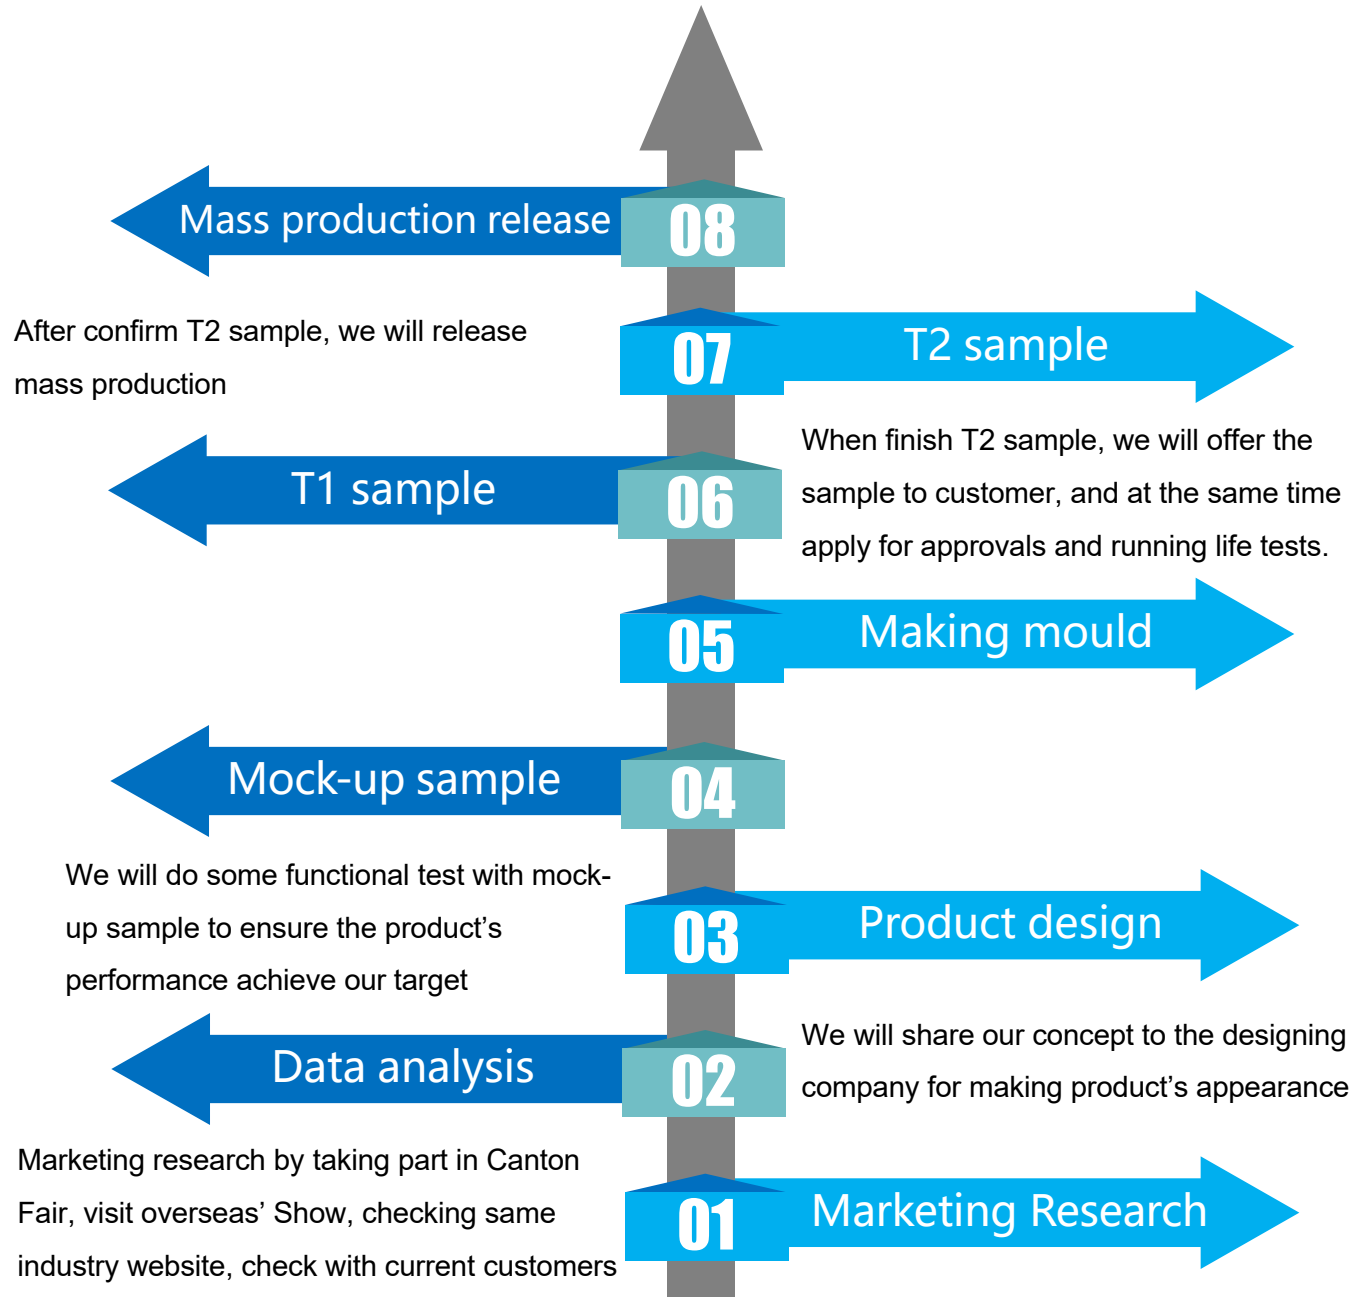 Mass production release
08
After confirm T2 sample, we will release
mass production
07
T2 sample
When finish T2 sample, we will offer the
sample to customer, and at the same time
apply for approvals and running life tests.
T1 sample
06
05
Making mould
Mock-up sample
04
We will do some functional test with mock-
up sample to ensure the product’s
performance achieve our target
03
Product design
We will share our concept to the designing
company for making product’s appearance
Data analysis
02
Marketing research by taking part in Canton
Fair, visit overseas’ Show, checking same
industry website, check with current customers
01
Marketing Research